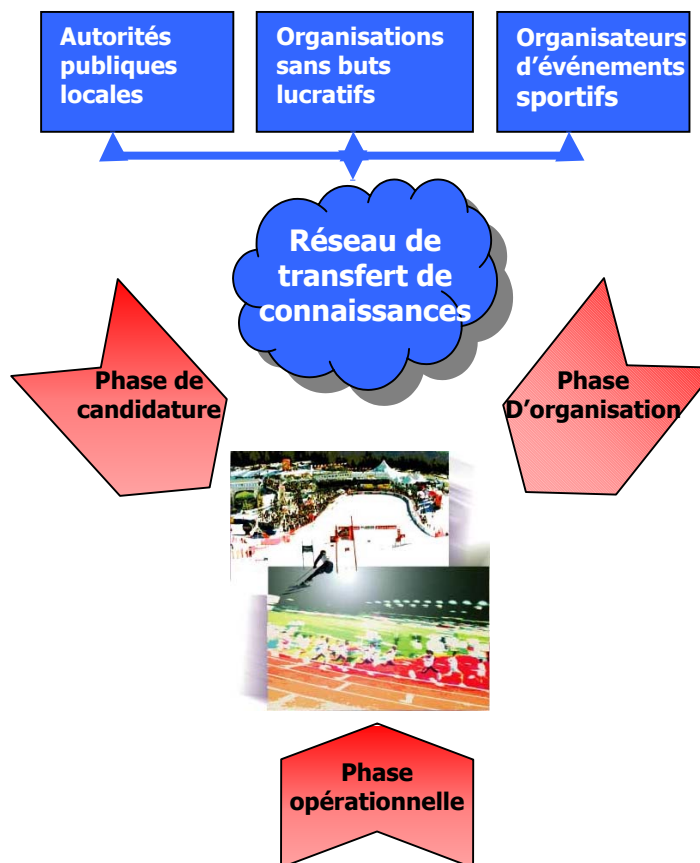 Autorités
publiques
locales
Organisations
sans buts
lucratifs
Organisateurs
d'événements
sportifs
Réseau de
transfert de
connaissances
Phase de
candidature
Phase
D'organisation
Phase
opérationnelle